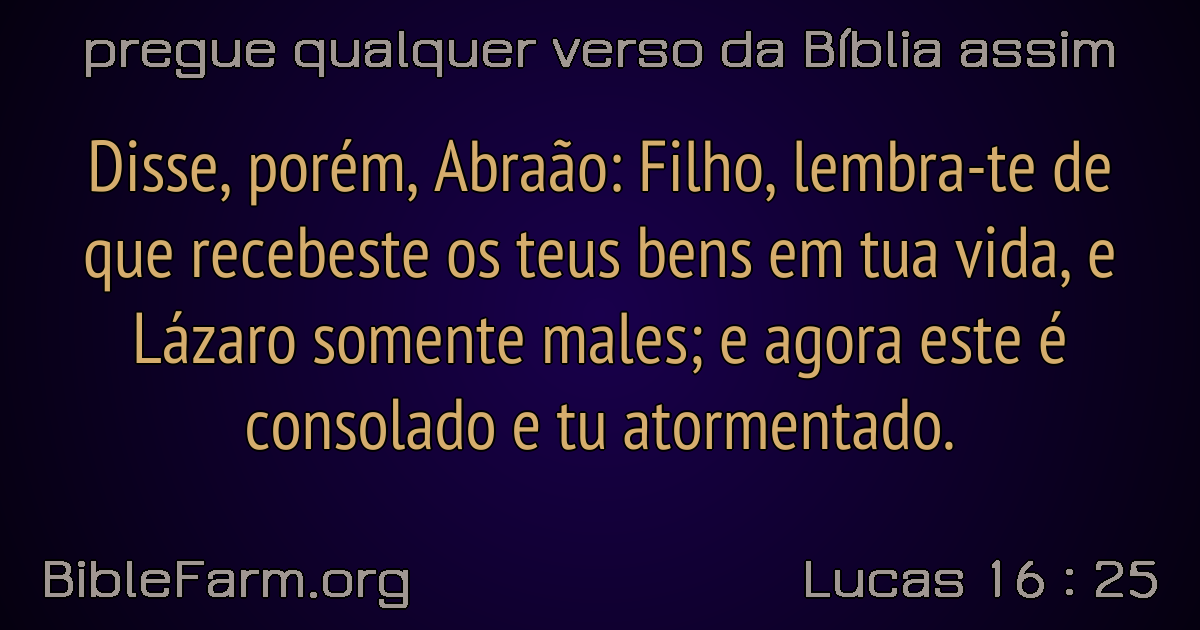 pregue qualquer verso da Bíblia assim
Disse, porém, Abraão: Filho, lembra-te de
que recebeste os teus bens em tua vida, e
Lázaro somente males; e agora este é
consolado e tu atormentado.
BibleFarm.org
Lucas 16 : 25